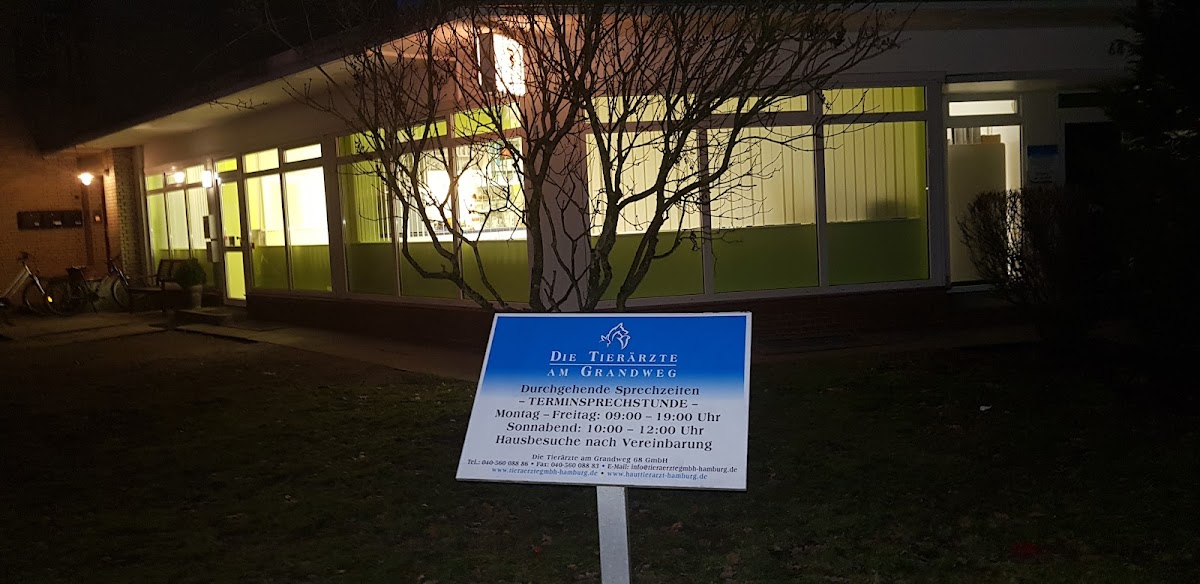 DIE TIERÄRZTE
AM GRANDWEG
Durchgehende Sprechzeiten
– TERMINSPRECHSTUNDE –
Montag – Freitag: 09:00 – 19:00 Uhr
Sonnabend: 10:00 – 12:00 Uhr
Hausbesuche nach Vereinbarung
Die Tierärzte am Grandweg 68 GmbH
Tel.: 040-560 088 86 • Fax: 040-560 088 83 • E-Mail: info@tieraerztegmbh-hamburg.de
www.tieraerztegmbh-hamburg.de • www.hauttierarzt-hamburg.de